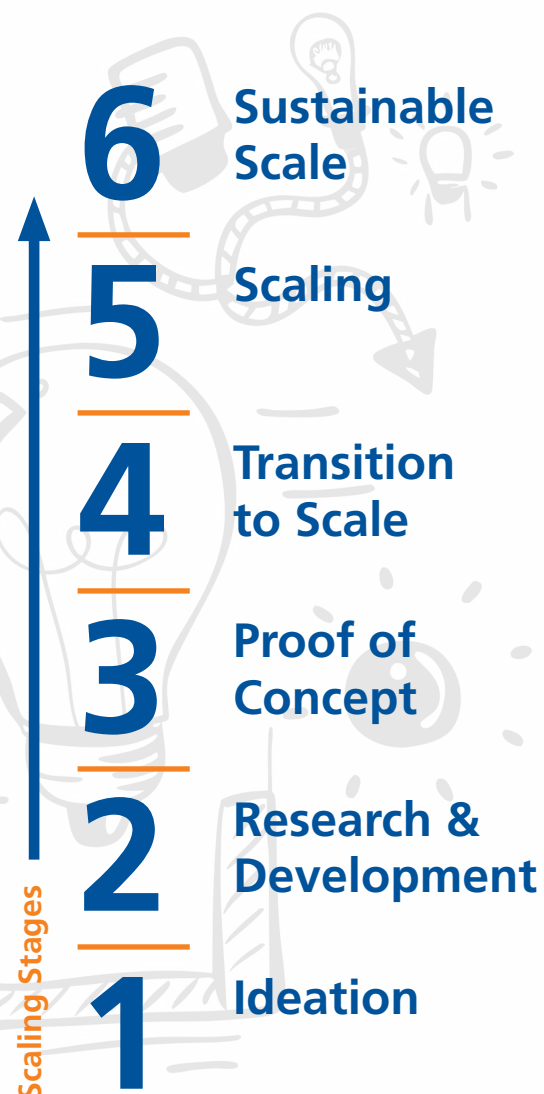 6
Sustainable
Scale
5
Scaling
4
Transition
to Scale
3
Proof of
Concept
2
Research &
Development
1
Ideation
Scaling Stages